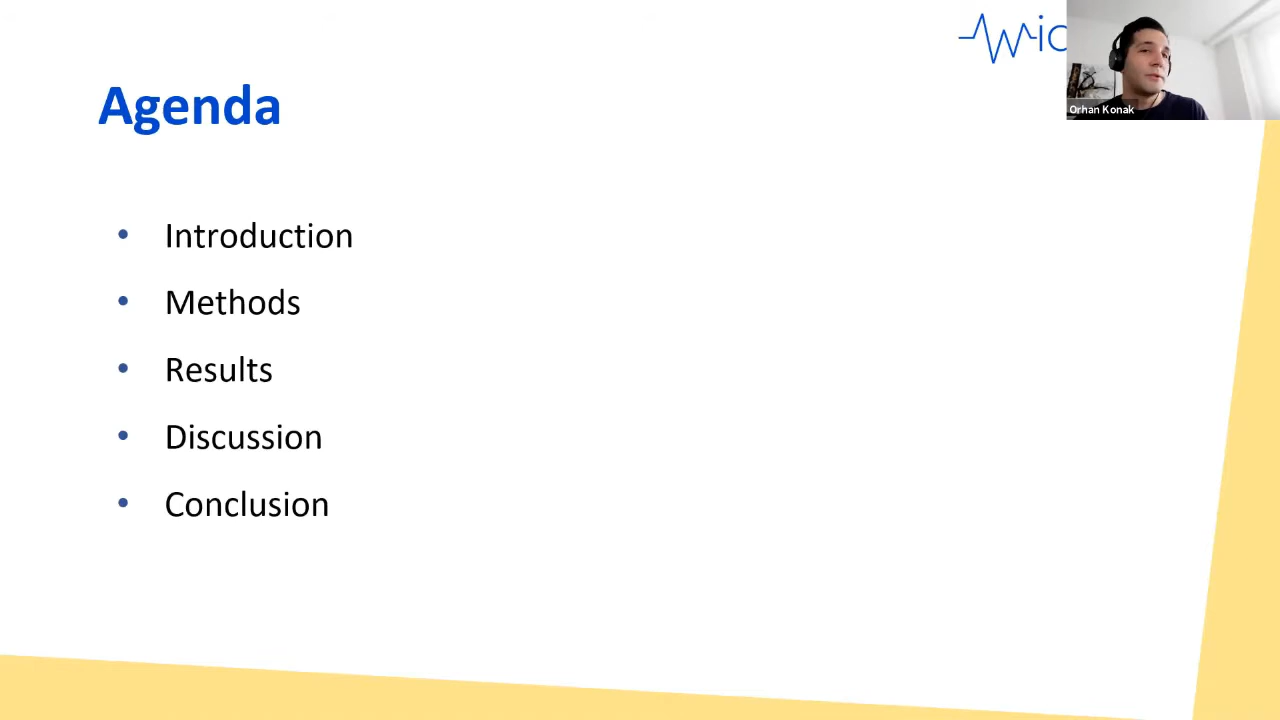 Agenda
Orhan Konak
• Introduction
• Methods
• Results
• Discussion
• Conclusion